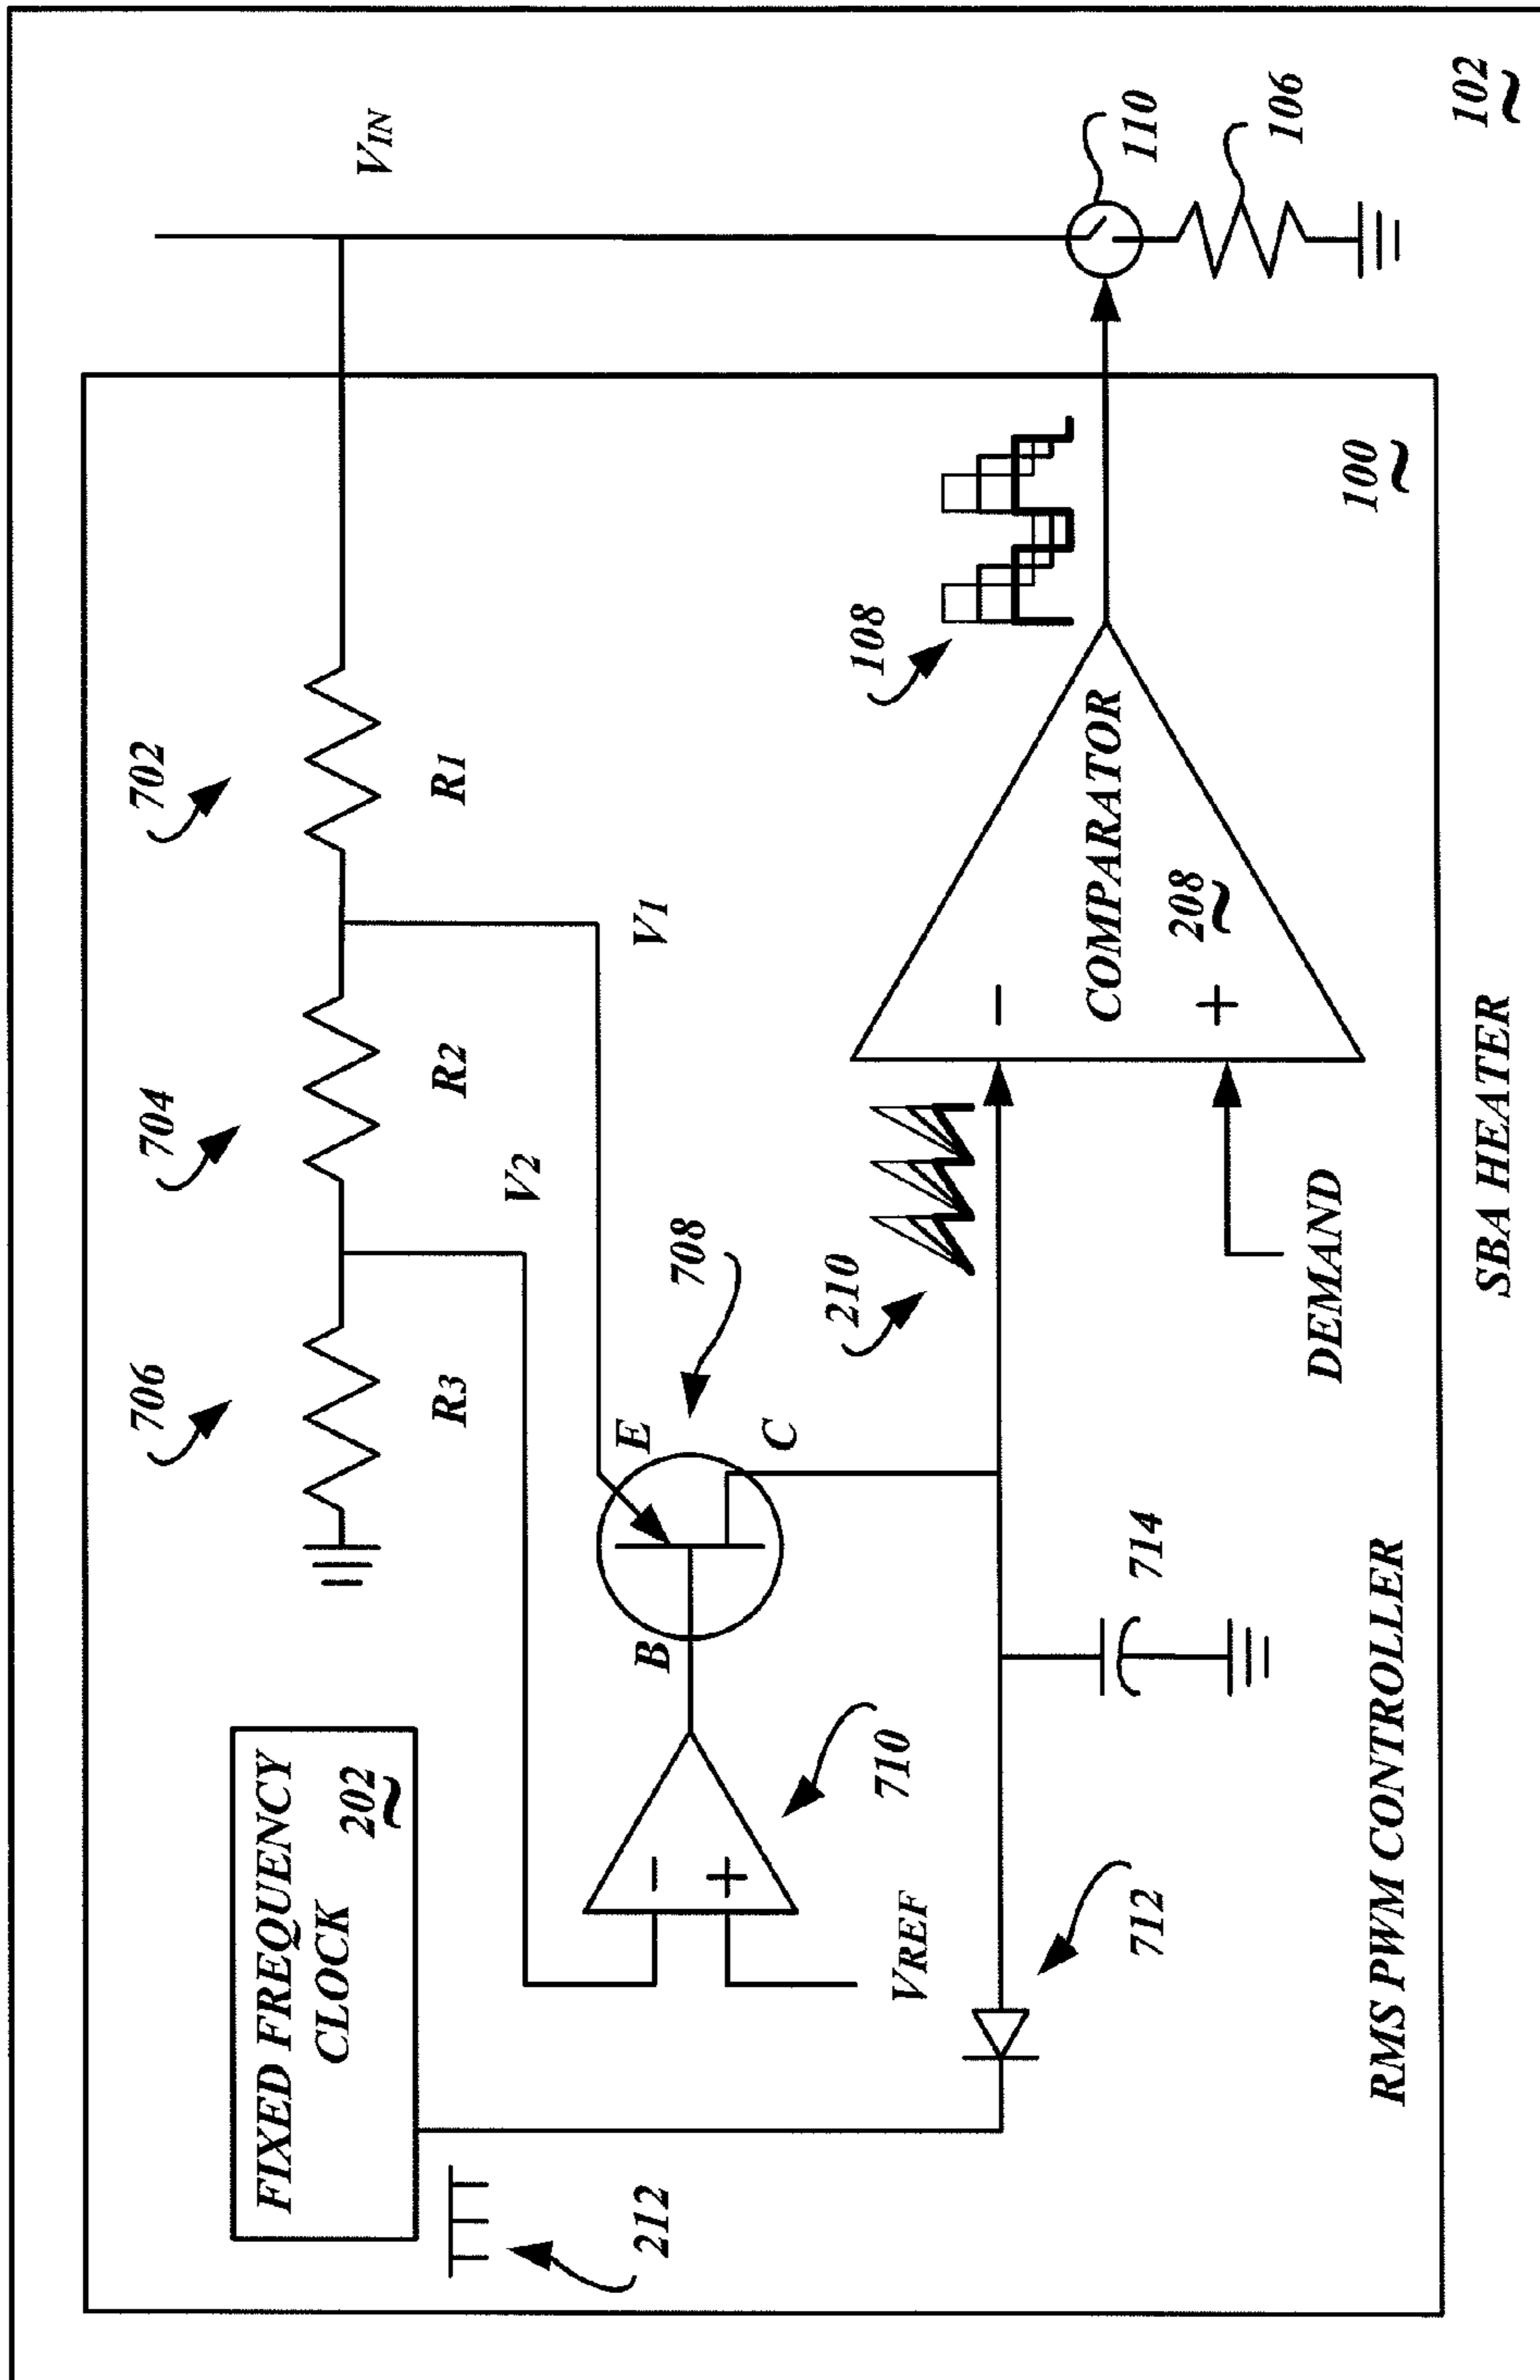 FIXED FREQUENCY
CLOCK
202
212
706
704
702
R3
R2
R1
VIN
V2
V1
B
E
C
708
−
+
710
VREF
210
108
712
714
−
+
COMPARATOR
208
DEMAND
110
106
RMS PWM CONTROLLER
100
SBA HEATER
102